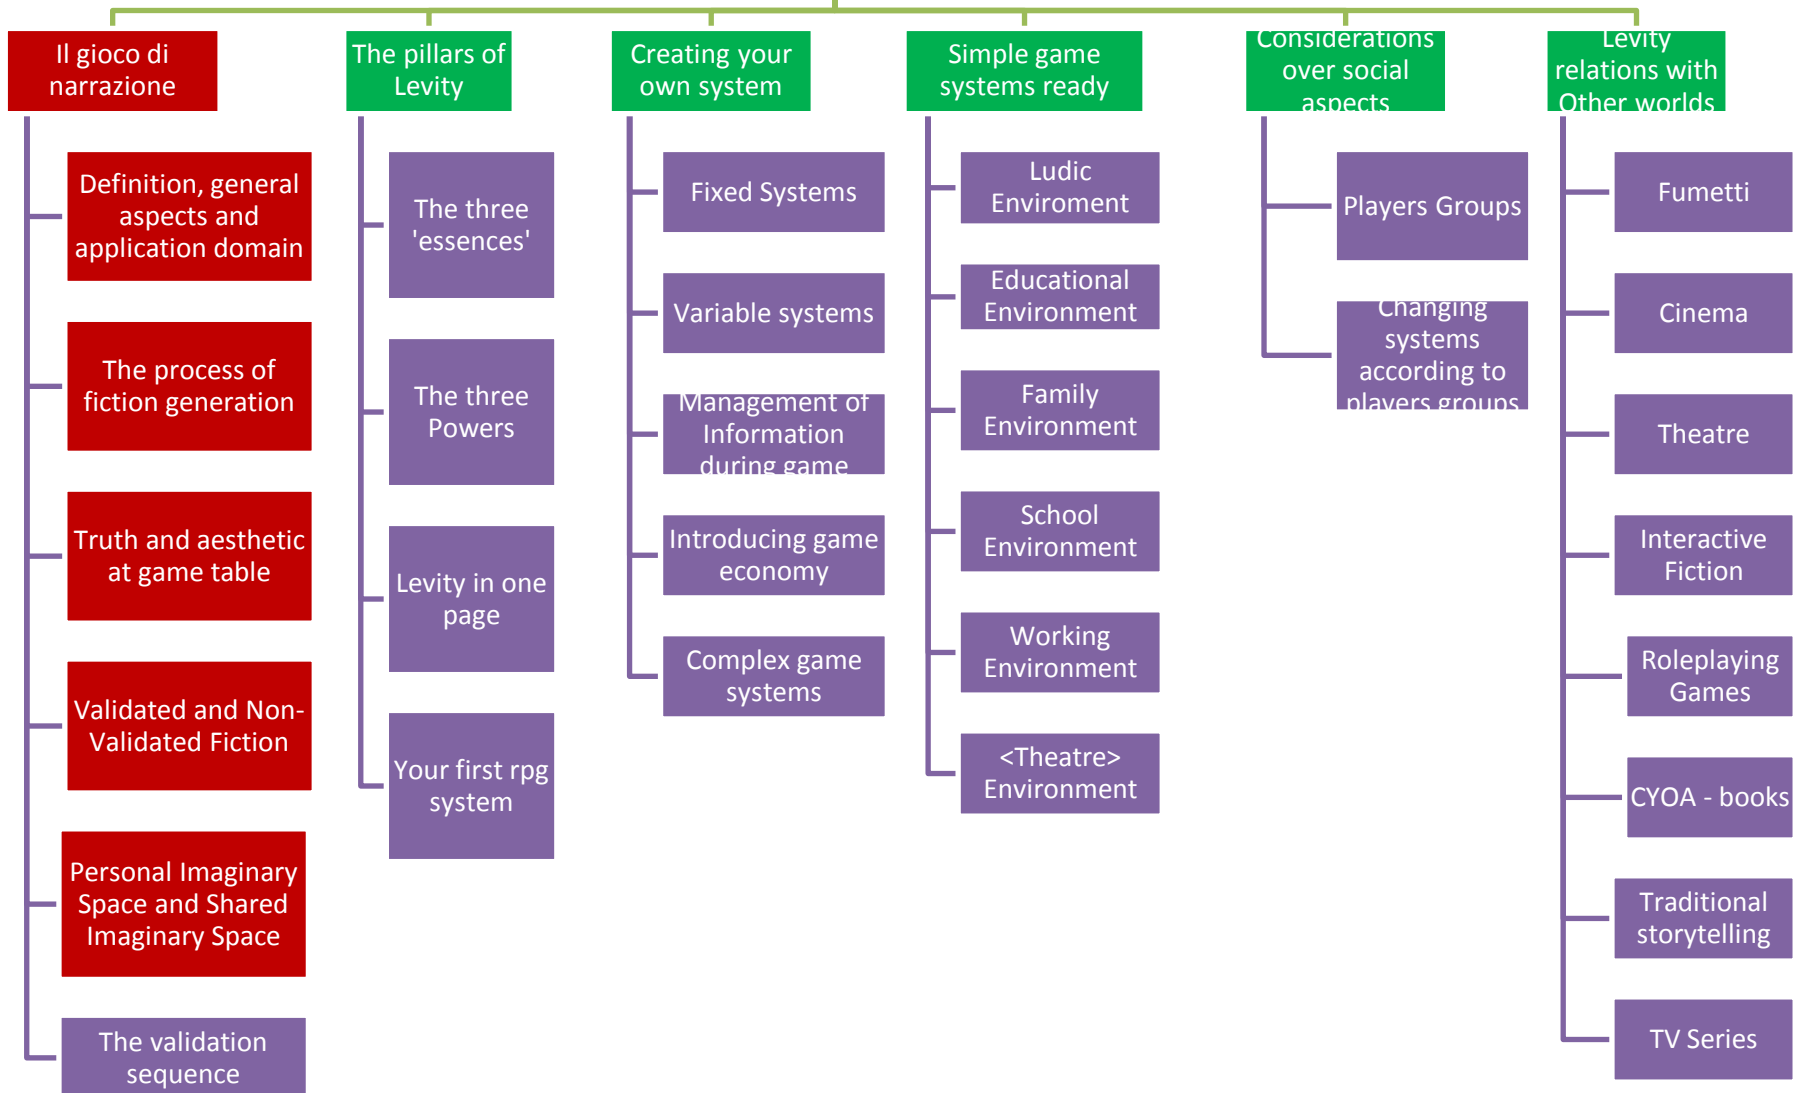 Il gioco di
narrazione
Definition, general
aspects and
application domain
The process of
fiction generation
Truth and aesthetic
at game table
Validated and Non-
Validated Fiction
Personal Imaginary
Space and Shared
Imaginary Space
The validation
sequence
The pillars of
Levity
The three
'essences'
The three
Powers
Levity in one
page
Your first rpg
system
Creating your
own system
Fixed Systems
Variable systems
Management of
Information
during game
Introducing game
economy
Complex game
systems
Simple game
systems ready
Ludic
Enviroment
Educational
Environment
Family
Environment
School
Environment
Working
Environment
<Theatre>
Environment
Considerations
over social
aspects
Players Groups
Changing
systems
according to
players groups
Levity
relations with
Other worlds
Fumetti
Cinema
Theatre
Interactive
Fiction
Roleplaying
Games
CYOA - books
Traditional
storytelling
TV Series